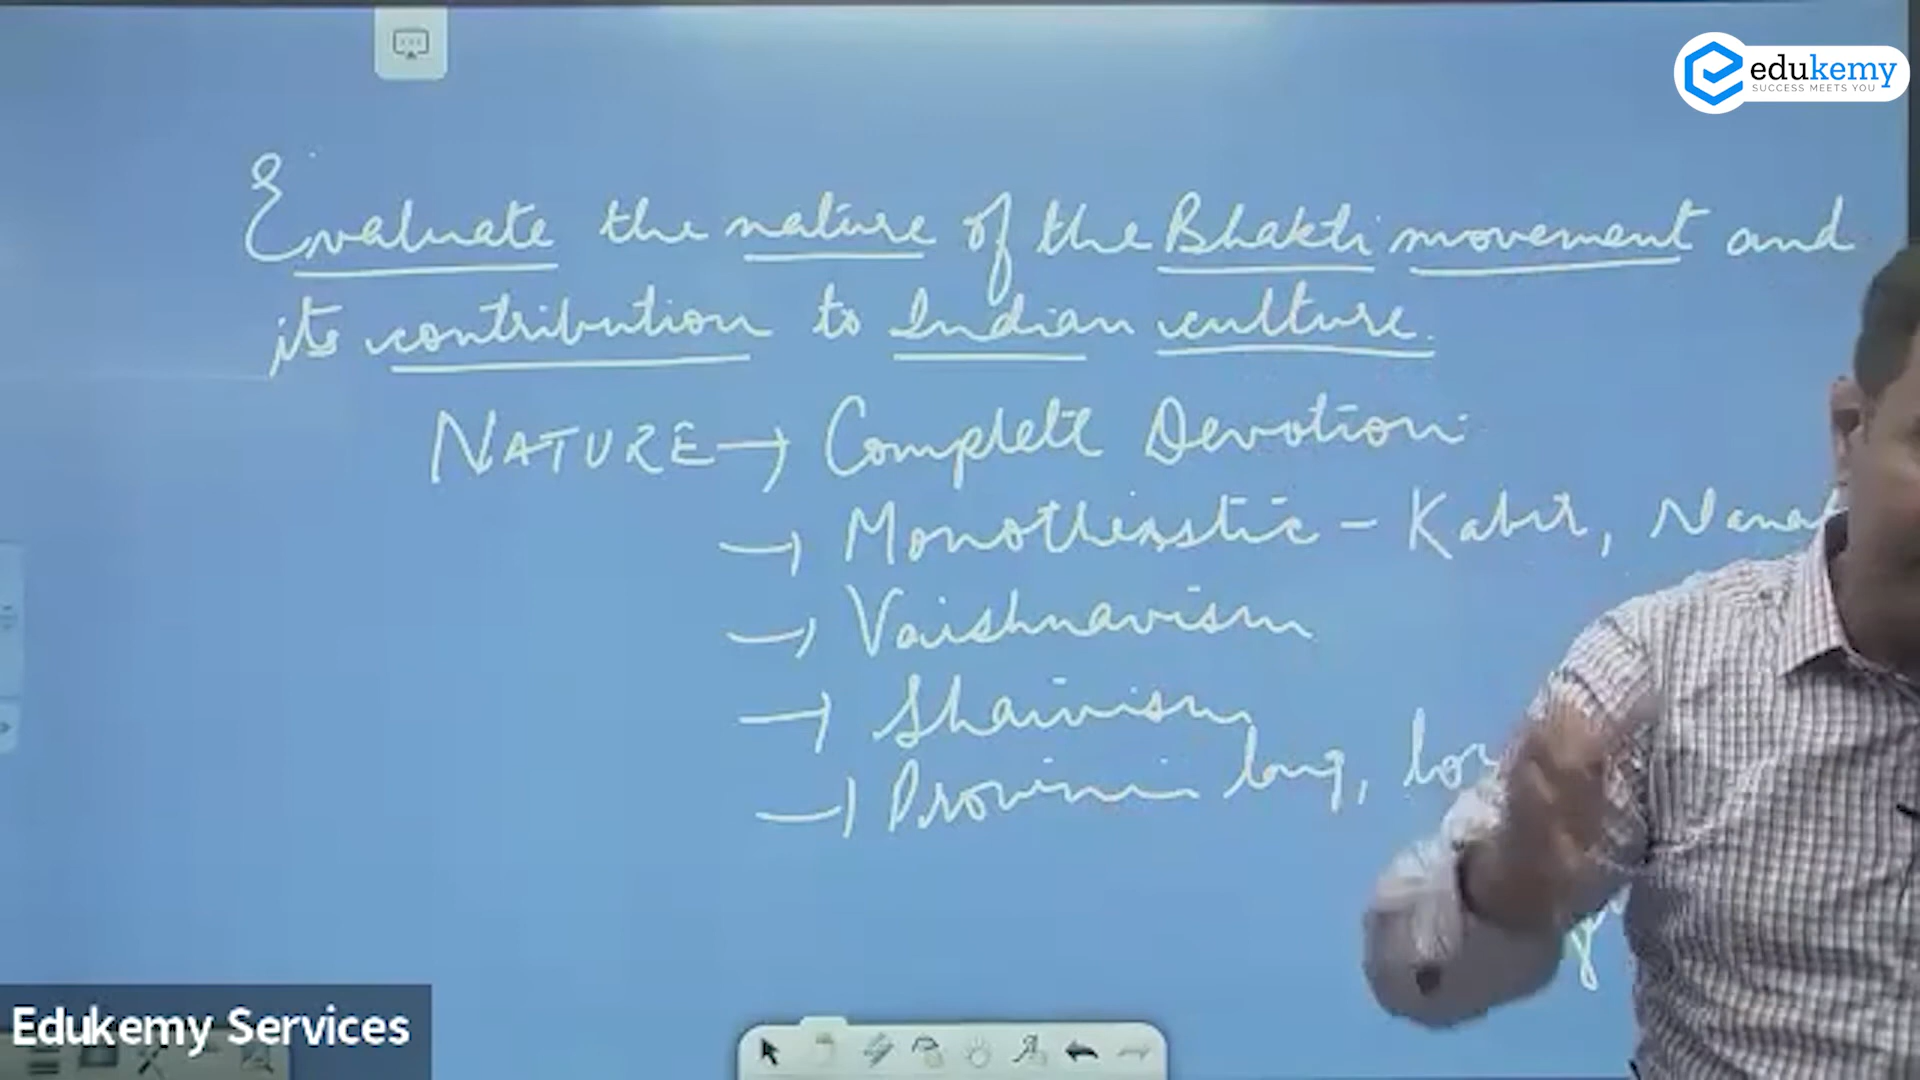 edukemy
SUCCESS MEETS YOU
Evaluate the nature of the Bhakti movement and
its contribution to Indian culture.
NATURE → Complete Devotion
→ Monotheistic - Kabir,
→ Vaishnavism
→ Shaivism
→ lang,
Edukemy Services